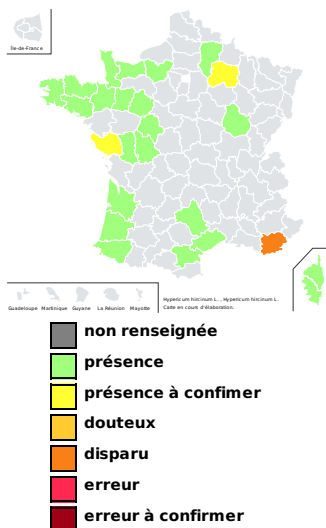 Île-de-France
Guadeloupe Martinique Guyane La Réunion Mayotte
Hypericum hircinum L. , Hypericum hircinum L.
Carte en cours d'élaboration.
non renseignée
présence
présence à confimer
douteux
disparu
erreur
erreur à confirmer